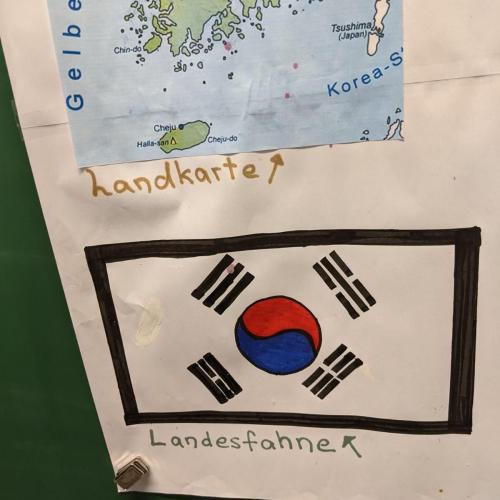 Gelbe
Tsushima
(Japan)
Chin-do
Korea-S
Cheju
Halla-san
Cheju-do
Landkarte
Landesfahne